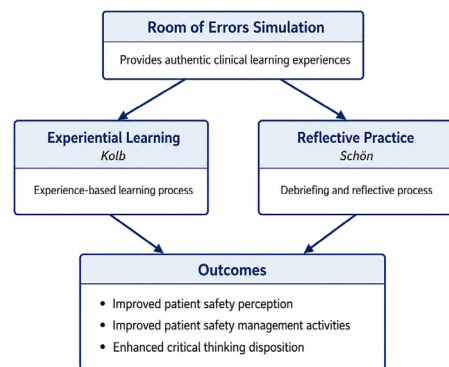 Room of Errors Simulation
Provides authentic clinical learning experiences
Experiential Learning
Kolb
Experience-based learning process
Reflective Practice
Schön
Debriefing and reflective process
Outcomes
• Improved patient safety perception
• Improved patient safety management activities
• Enhanced critical thinking disposition